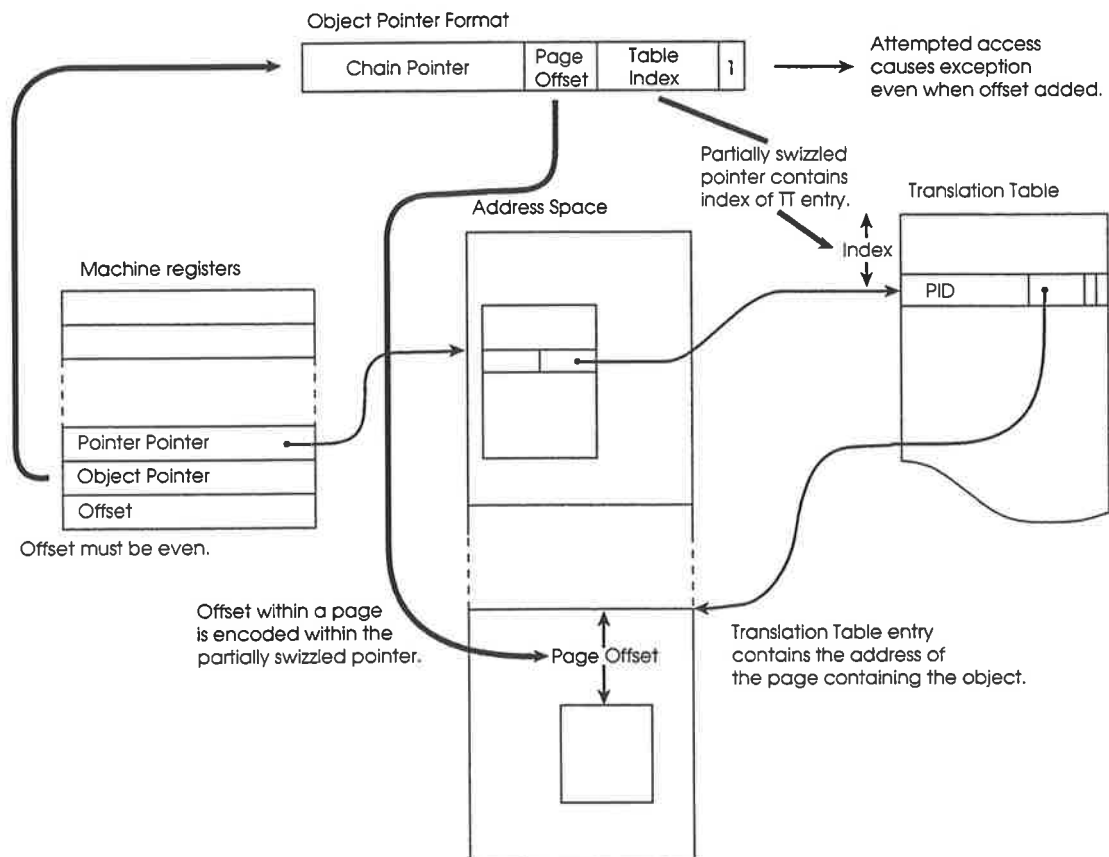 Object Pointer Format
Chain Pointer
Page
Offset
Table
Index
1
Attempted access
causes exception
even when offset added.
Partially swizzled
pointer contains
index of TT entry.
Translation Table
Address Space
Index
Machine registers
PID
Pointer Pointer
Object Pointer
Offset
Offset must be even.
Offset within a page
is encoded within the
partially swizzled pointer.
Page Offset
Translation Table entry
contains the address of
the page containing the object.